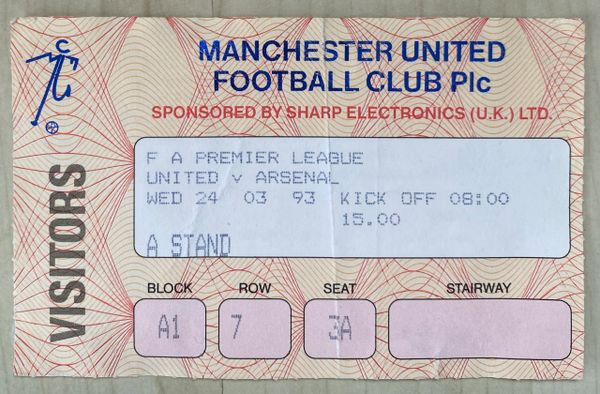 MANCHESTER UNITED
FOOTBALL CLUB Plc
SPONSORED BY SHARP ELECTRONICS (U.K.) LTD.
VISITORS
F A PREMIER LEAGUE
UNITED v ARSENAL
WED 24 03 93 KICK OFF 08:00
15.00
A STAND
BLOCK ROW SEAT STAIRWAY
A1 7 3A